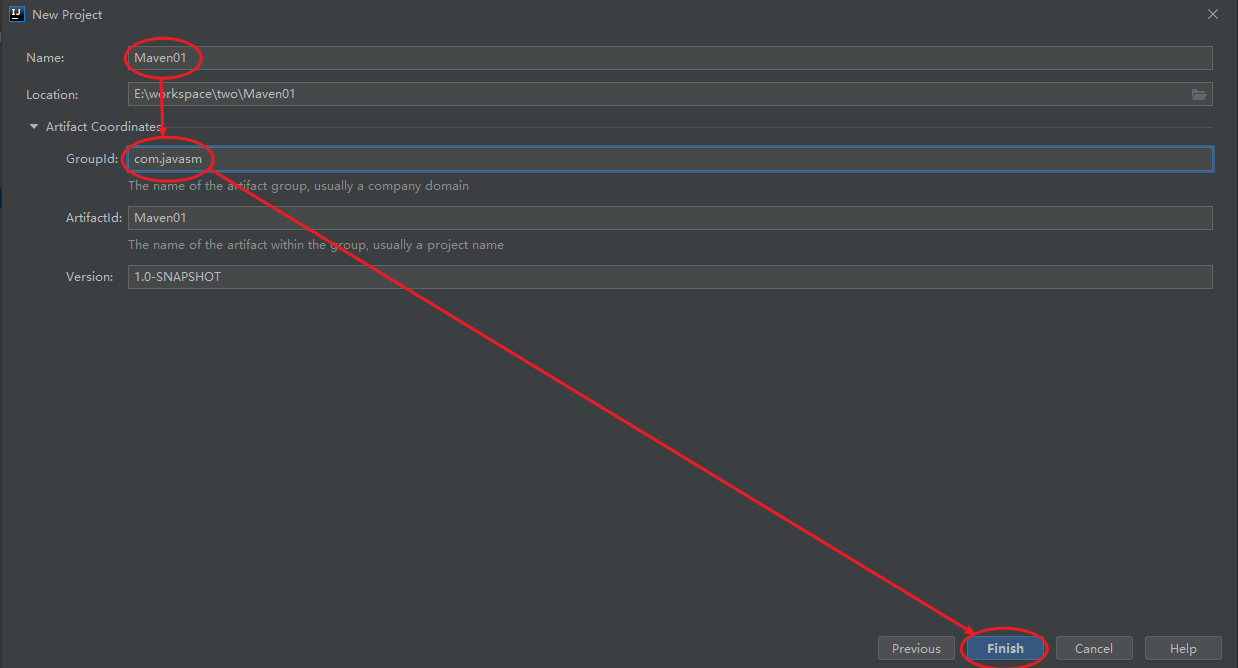 New Project
Name: Maven01
Location: E:\workspace\two\Maven01
Artifact Coordinates
GroupId: com.javasm
The name of the artifact group, usually a company domain
ArtifactId: Maven01
The name of the artifact within the group, usually a project name
Version: 1.0-SNAPSHOT
Previous Finish Cancel Help